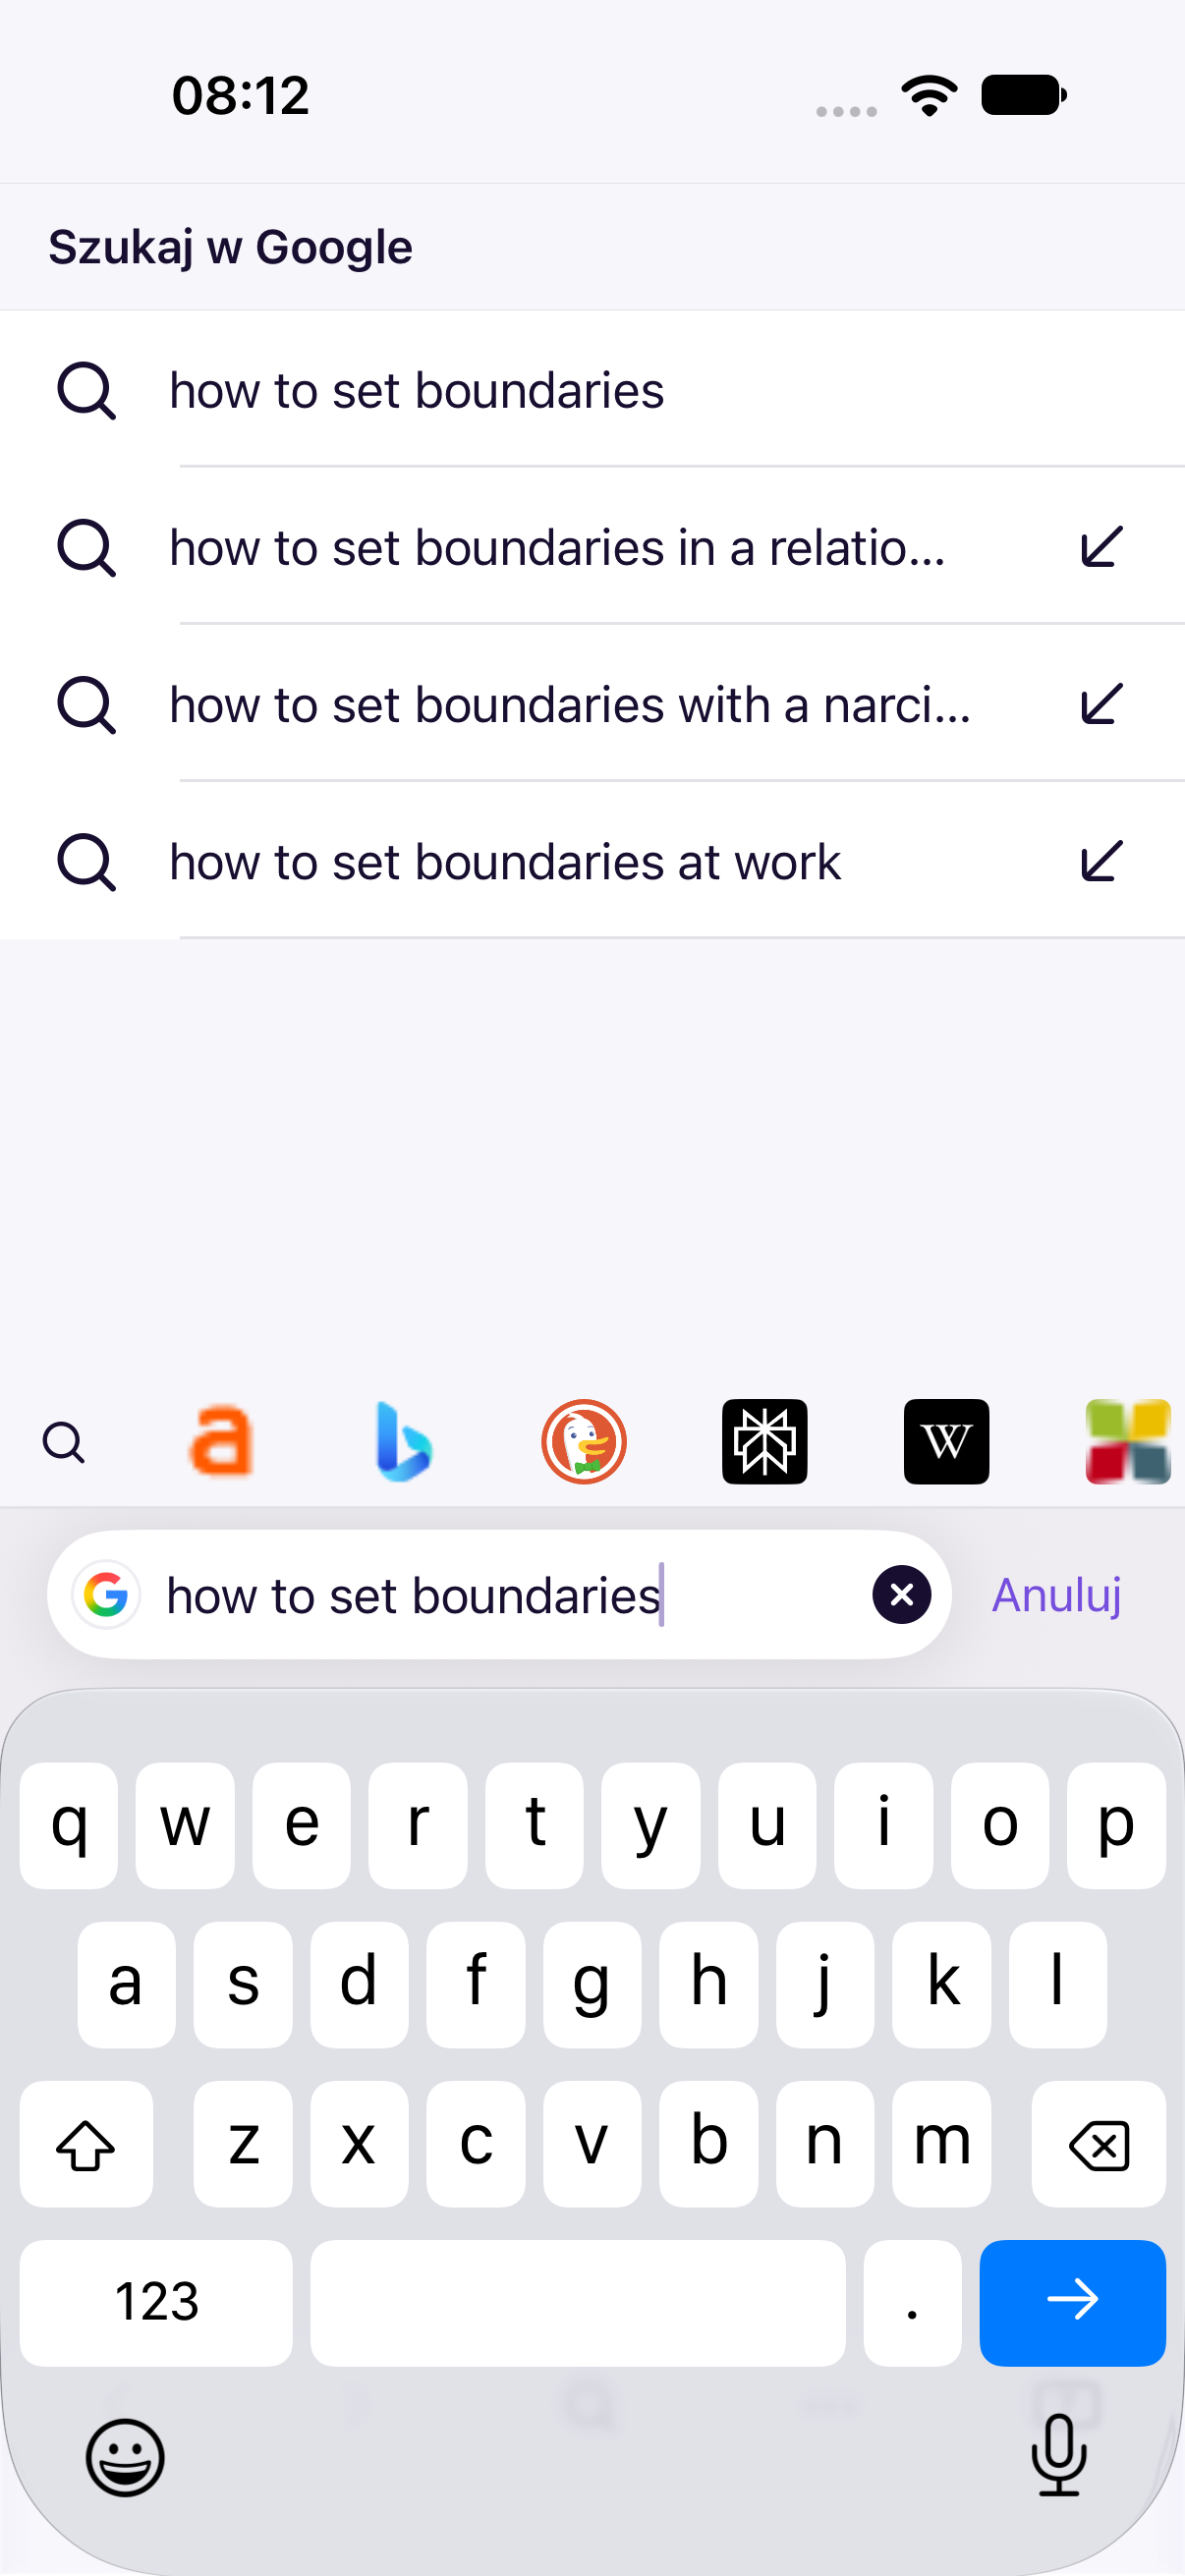 08:12
Szukaj w Google
how to set boundaries
how to set boundaries in a relatio...
how to set boundaries with a narci...
how to set boundaries at work
a
W
G how to set boundaries Anuluj
q w e r t y u i o p
a s d f g h j k l
z x c v b n m
123 .